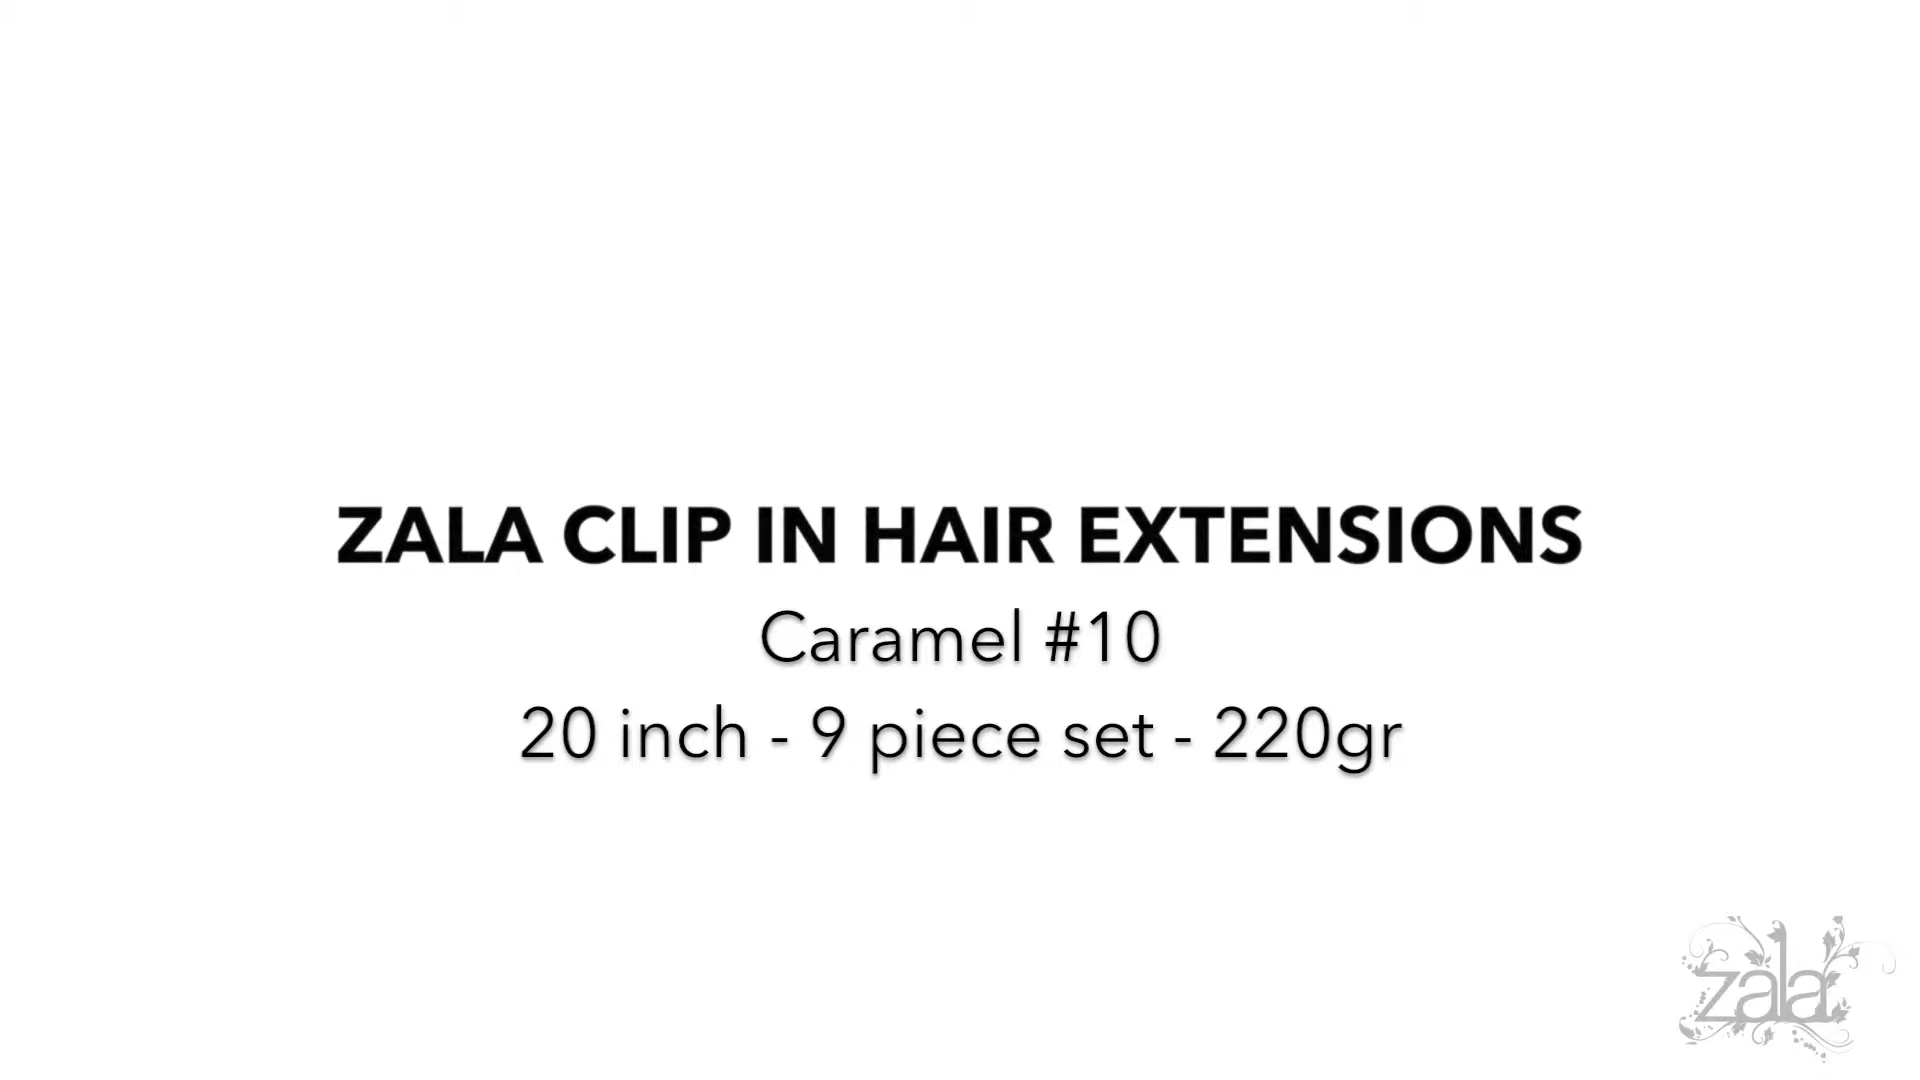 ZALA CLIP IN HAIR EXTENSIONS
Caramel #10
20 inch - 9 piece set - 220gr
zala